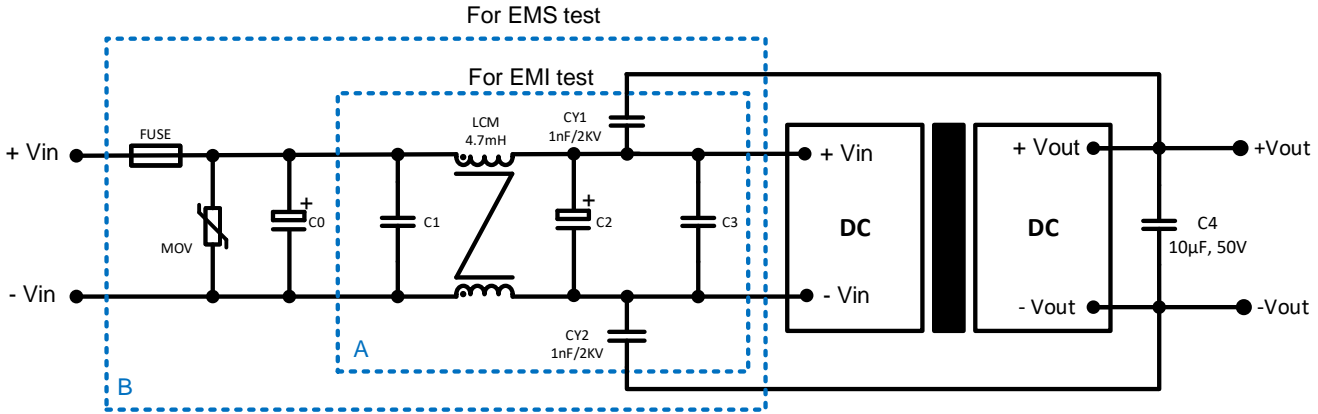 For EMS test
For EMI test
FUSE
LCM
4.7mH
CY1
1nF/2KV
+ Vin
+ Vin
+ Vout
+Vout
MOV
+
C0
C1
+
C2
C3
DC
DC
C4
10µF, 50V
- Vin
- Vin
- Vout
-Vout
CY2
1nF/2KV
A
B